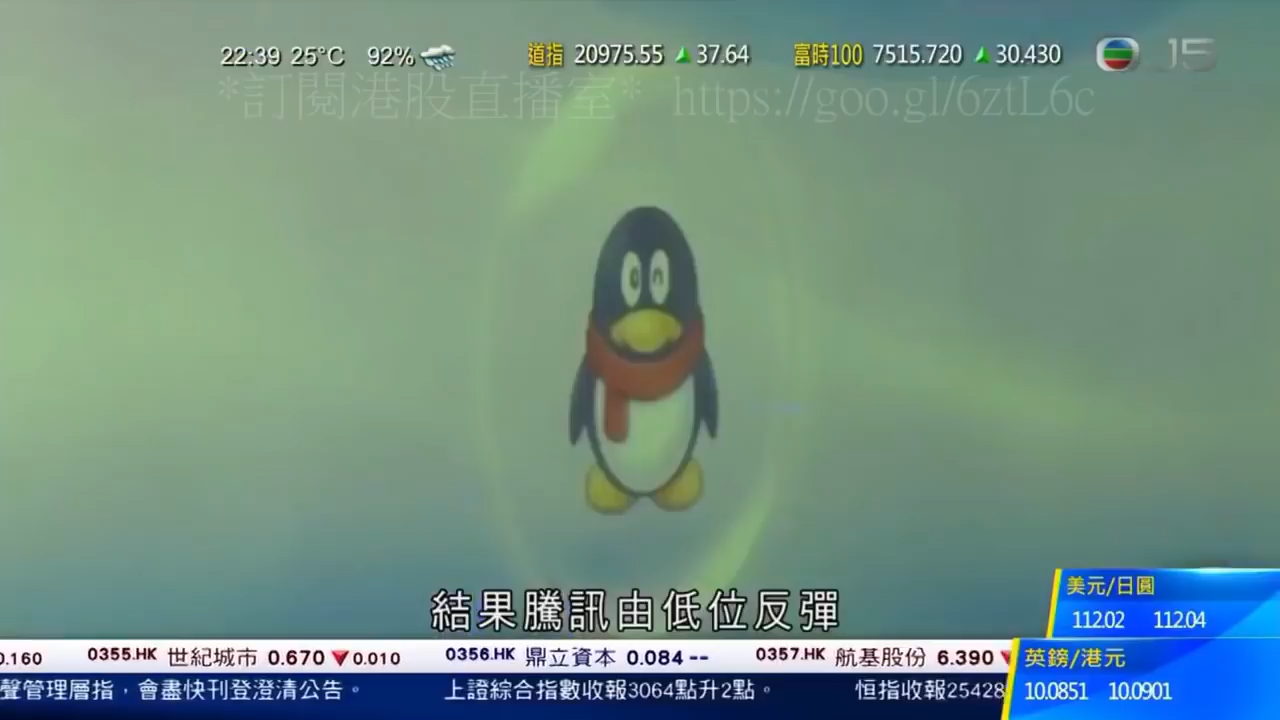 22:39 25°C 92% 道指 20975.55 ▲37.64 富時100 7515.720 ▲30.430 J5
*訂閱港股直播室* https://goo.gl/6ztL6c
結果騰訊由低位反彈
美元/日圓
112.02 112.04
0.160 0355.HK 世紀城市 0.670 ▼0.010 0356.HK 鼎立資本 0.084 -- 0357.HK 航基股份 6.390 ▼
英鎊/港元
10.0851 10.0901
聲管理層指，會盡快刊登澄清公告。 上證綜合指數收報3064點升2點。 恒指收報25428